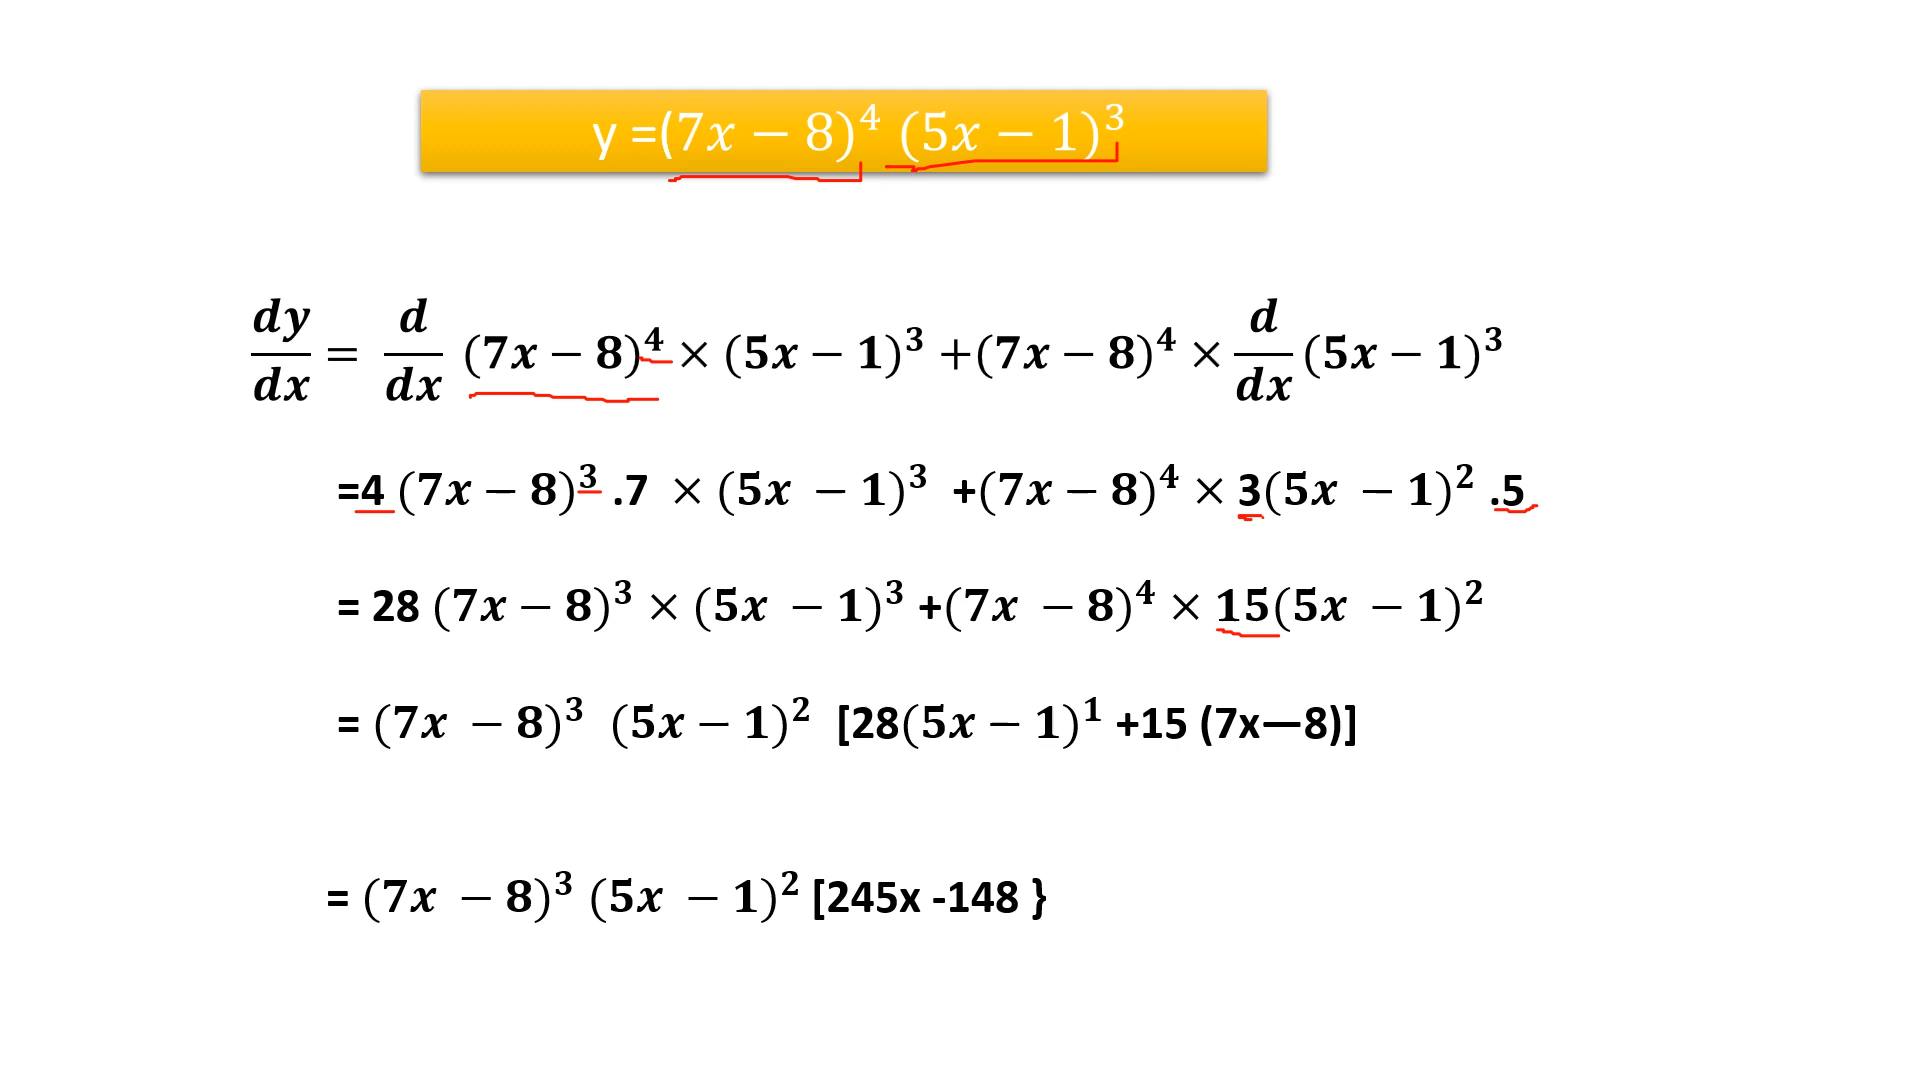 y =(7x − 8)⁴ (5x − 1)³
dy/dx = d/dx (7x − 8)⁴ × (5x − 1)³ +(7x − 8)⁴ × d/dx (5x − 1)³
=4 (7x − 8)³ .7 × (5x − 1)³ +(7x − 8)⁴ × 3(5x − 1)² .5
= 28 (7x − 8)³ × (5x − 1)³ +(7x − 8)⁴ × 15(5x − 1)²
= (7x − 8)³ (5x − 1)² [28(5x − 1)¹ +15 (7x—8)]
= (7x − 8)³ (5x − 1)² [245x -148 }